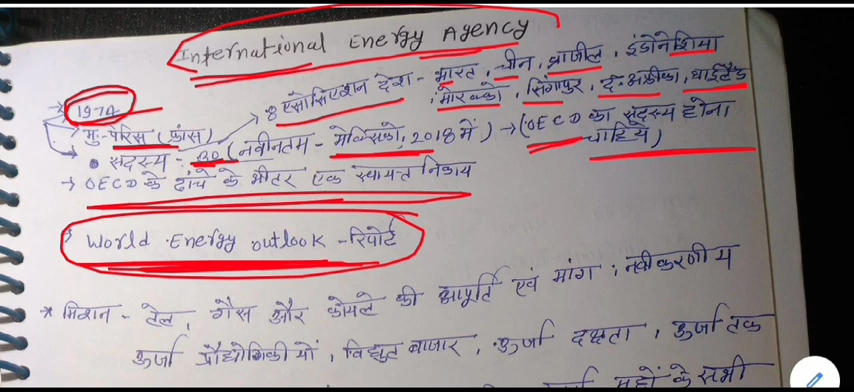 International Energy Agency
8 एसोसिएशन देश - भारत, चीन, ब्राजील, इंडोनेशिया
, मोरक्को, सिंगापुर, द. अफ्रीका, थाईलैंड
→ 1974
मु:- पेरिस (फ्रांस)
• सदस्य - 30 (नवीनतम - मेक्सिको, 2018 में) → (OECD का सदस्य होना चाहिये)
→ OECD के ढांचे के भीतर एक स्वायत निकाय
→ World Energy outlook - रिपोर्ट
* मिशन - तेल, गैस और कोयले की आपूर्ति एवं मांग, नवीकरणीय
ऊर्जा प्रौद्योगिकीयों, विद्युत बाजार, ऊर्जा दक्षता, ऊर्जा तक
के सभी